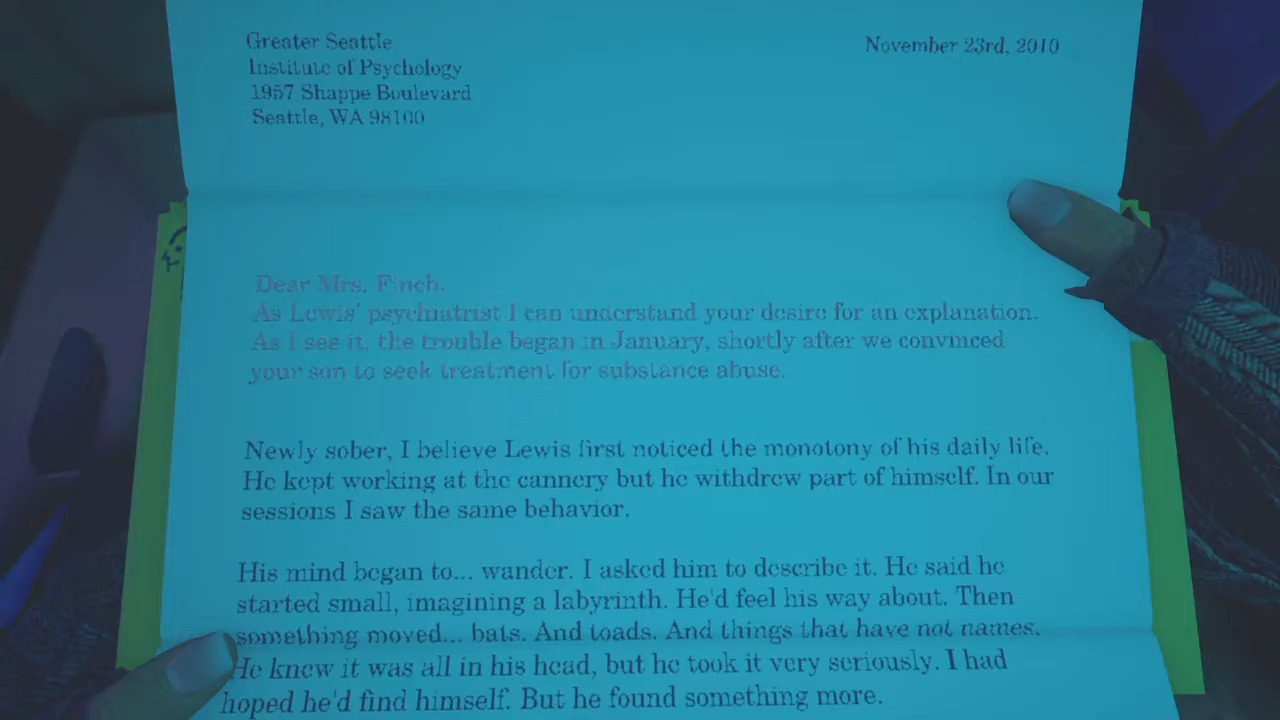 Greater Seattle
November 23rd, 2010
Institute of Psychology
1957 Shappe Boulevard
Seattle, WA 98100
Dear Mrs. Finch.
As Lewis' psychiatrist I can understand your desire for an explanation.
As I see it, the trouble began in January, shortly after we convinced
your son to seek treatment for substance abuse.
Newly sober, I believe Lewis first noticed the monotony of his daily life.
He kept working at the cannery but he withdrew part of himself. In our
sessions I saw the same behavior.
His mind began to... wander. I asked him to describe it. He said he
started small, imagining a labyrinth. He'd feel his way about. Then
something moved... bats. And toads. And things that have not names.
He knew it was all in his head, but he took it very seriously. I had
hoped he'd find himself. But he found something more.